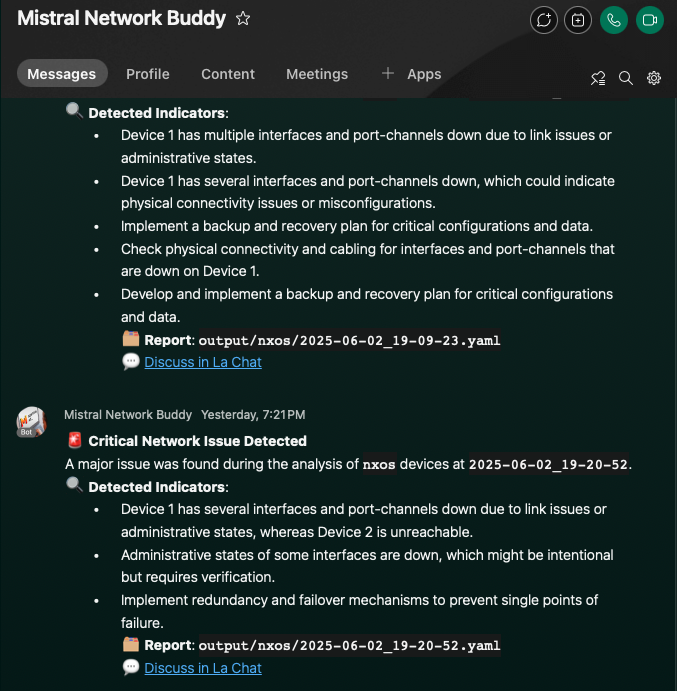 Mistral Network Buddy
Messages Profile Content Meetings + Apps
Detected Indicators:
• Device 1 has multiple interfaces and port-channels down due to link issues or
administrative states.
• Device 1 has several interfaces and port-channels down, which could indicate
physical connectivity issues or misconfigurations.
• Implement a backup and recovery plan for critical configurations and data.
• Check physical connectivity and cabling for interfaces and port-channels that
are down on Device 1.
• Develop and implement a backup and recovery plan for critical configurations
and data.
Report: output/nxos/2025-06-02_19-09-23.yaml
Discuss in La Chat
Bot
Mistral Network Buddy Yesterday, 7:21 PM
Critical Network Issue Detected
A major issue was found during the analysis of nxos devices at 2025-06-02_19-20-52.
Detected Indicators:
• Device 1 has several interfaces and port-channels down due to link issues or
administrative states, whereas Device 2 is unreachable.
• Administrative states of some interfaces are down, which might be intentional
but requires verification.
• Implement redundancy and failover mechanisms to prevent single points of
failure.
Report: output/nxos/2025-06-02_19-20-52.yaml
Discuss in La Chat